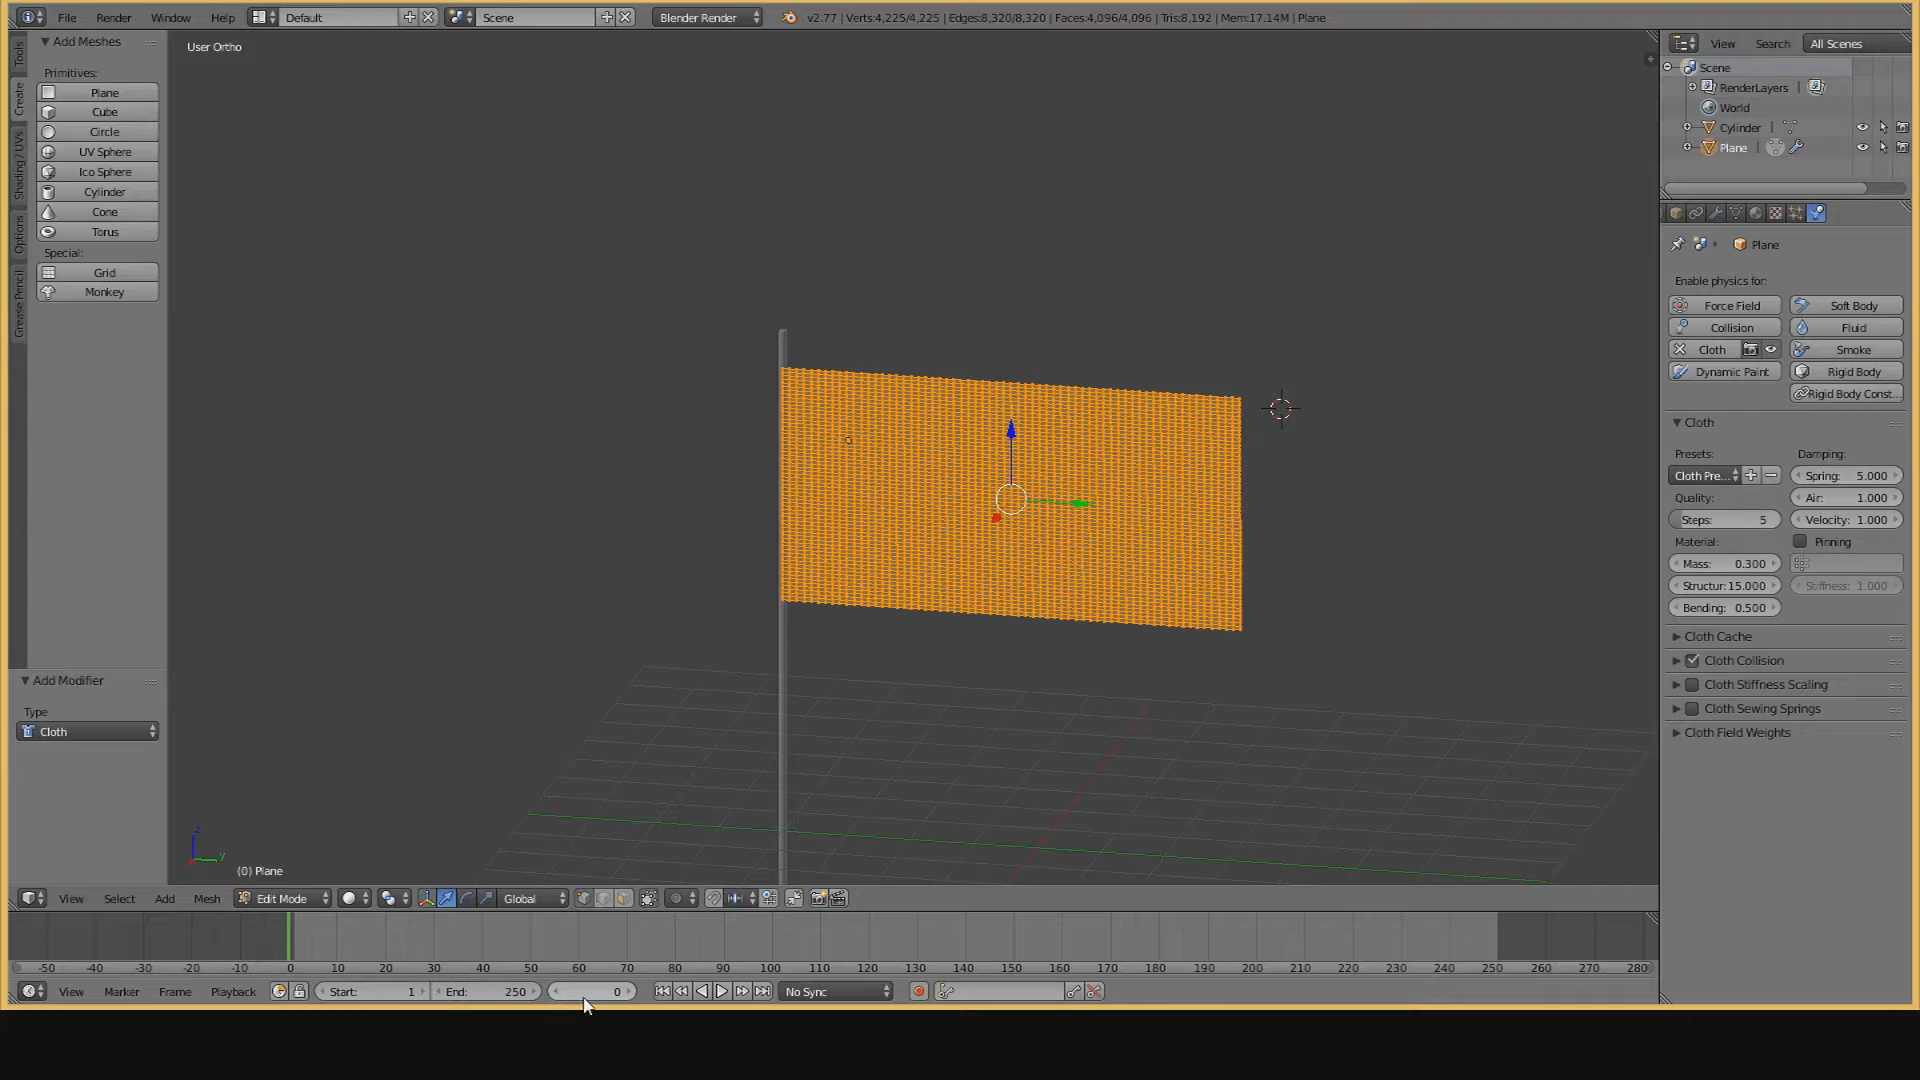 File Render Window Help Default Scene Blender Render v2.77 | Verts:4,225/4,225 | Edges:8,320/8,320 | Faces:4,096/4,096 | Tris:8,192 | Mem:17.14M | Plane
Tools
Create
Shading / UVs
Options
Grease Pencil
Add Meshes
Primitives:
Plane
Cube
Circle
UV Sphere
Ico Sphere
Cylinder
Cone
Torus
Special:
Grid
Monkey
Add Modifier
Type
Cloth
User Ortho
z
y
(0) Plane
View Search All Scenes
Scene
RenderLayers |
World
Cylinder |
Plane |
Plane
Enable physics for:
Force Field Soft Body
Collision Fluid
Cloth Smoke
Dynamic Paint Rigid Body
Rigid Body Const...
Cloth
Presets: Damping:
Cloth Pre... Spring: 5.000
Quality: Air: 1.000
Steps: 5 Velocity: 1.000
Material: Pinning
Mass: 0.300
Structur: 15.000 Stiffness: 1.000
Bending: 0.500
Cloth Cache
Cloth Collision
Cloth Stiffness Scaling
Cloth Sewing Springs
Cloth Field Weights
View Select Add Mesh Edit Mode Global
-50 -40 -30 -20 -10 0 10 20 30 40 50 60 70 80 90 100 110 120 130 140 150 160 170 180 190 200 210 220 230 240 250 260 270 280
View Marker Frame Playback Start: 1 End: 250 0 No Sync